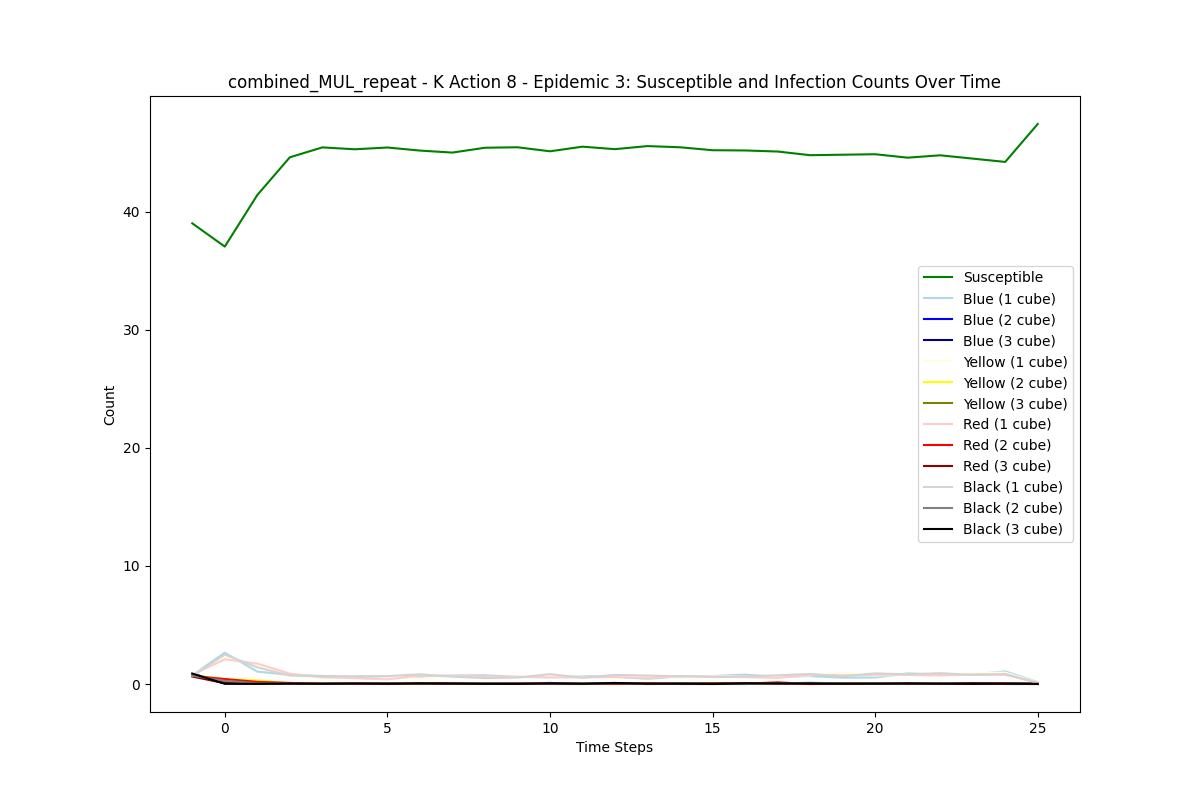 combined_MUL_repeat - K Action 8 - Epidemic 3: Susceptible and Infection Counts Over Time
Count
40
30
20
10
0
Susceptible
Blue (1 cube)
Blue (2 cube)
Blue (3 cube)
Yellow (1 cube)
Yellow (2 cube)
Yellow (3 cube)
Red (1 cube)
Red (2 cube)
Red (3 cube)
Black (1 cube)
Black (2 cube)
Black (3 cube)
0 5 10 15 20 25
Time Steps